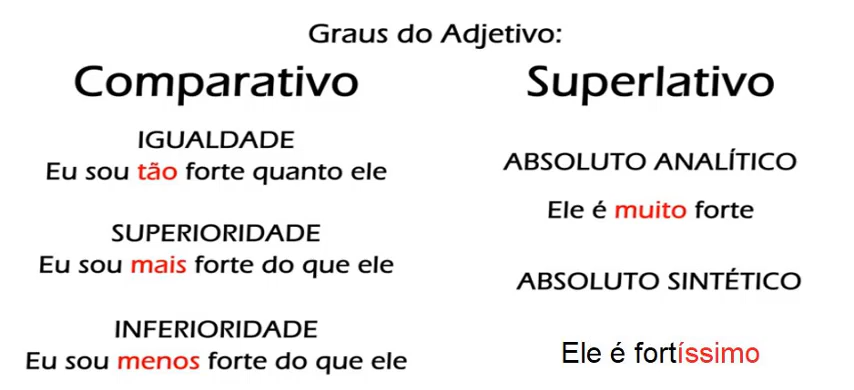 Graus do Adjetivo:
Comparativo
IGUALDADE
Eu sou tão forte quanto ele
SUPERIORIDADE
Eu sou mais forte do que ele
INFERIORIDADE
Eu sou menos forte do que ele
Superlativo
ABSOLUTO ANALÍTICO
Ele é muito forte
ABSOLUTO SINTÉTICO
Ele é fortíssimo